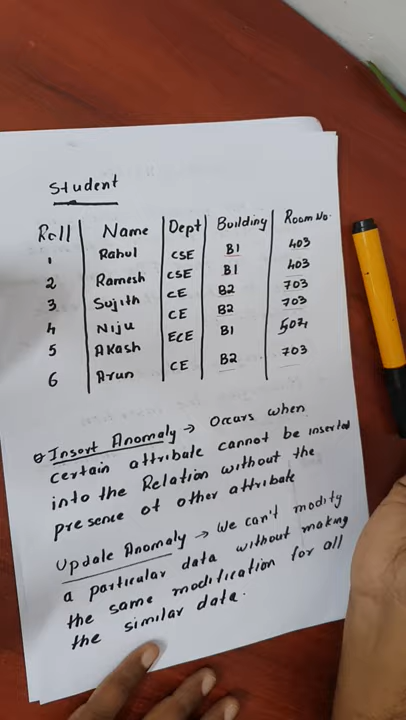 Student
Roll Name Dept Building Room No.
1 Rahul CSE B1 403
2 Ramesh CSE B1 403
3 Sujith CE B2 703
4 Niju CE B2 703
5 Akash ECE B1 507
6 Arun CE B2 703
Insert Anomaly → Occurs when
certain attribute cannot be inserted
into the Relation without the
presence of other attribute
Update Anomaly → We can't modify
a particular data without making
the same modification for all
the similar data.